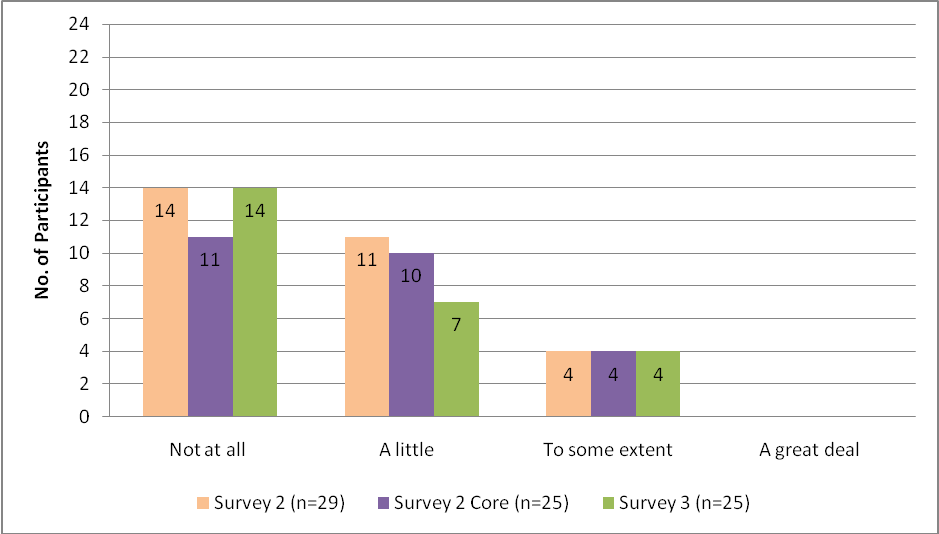 24
22
20
18
16
14
12
10
8
6
4
2
0
No. of Participants
14
11
14
11
10
7
4
4
4
Not at all
A little
To some extent
A great deal
Survey 2 (n=29)
Survey 2 Core (n=25)
Survey 3 (n=25)